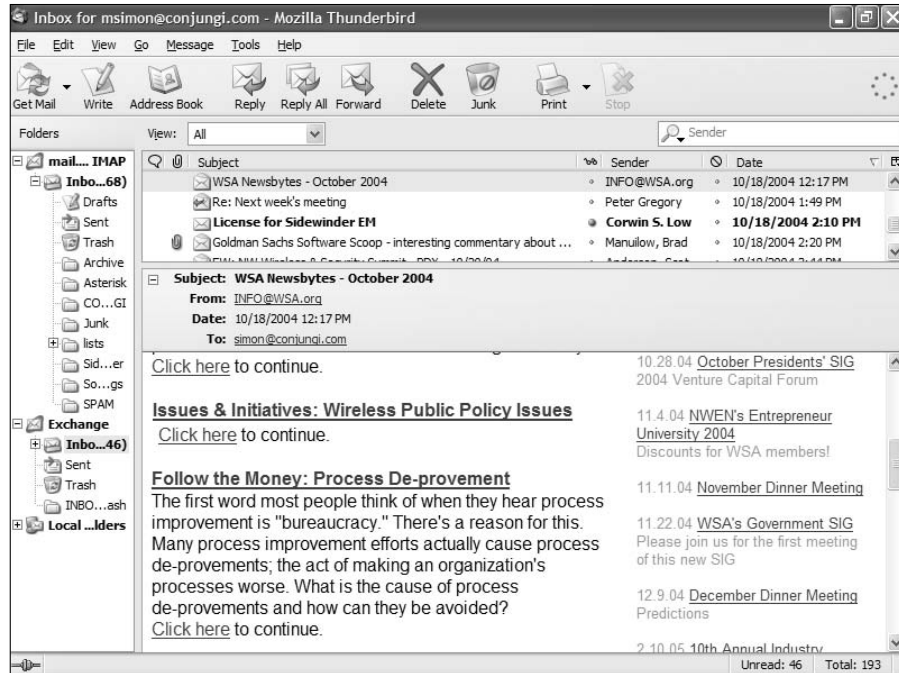 Inbox for msimon@conjungi.com - Mozilla Thunderbird
File Edit View Go Message Tools Help
Get Mail Write Address Book Reply Reply All Forward Delete Junk Print Stop
Folders View: All Sender
mail.... IMAP
Inbo...68)
Drafts
Sent
Trash
Archive
Asterisk
CO...GI
Junk
lists
Sid...er
So...gs
SPAM
Exchange
Inbo...46)
Sent
Trash
INBO...ash
Local ...lders
Subject Sender Date
WSA Newsbytes - October 2004 INFO@WSA.org 10/18/2004 12:17 PM
Re: Next week's meeting Peter Gregory 10/18/2004 1:49 PM
License for Sidewinder EM Corwin S. Low 10/18/2004 2:10 PM
Goldman Sachs Software Scoop - interesting commentary about ... Manuilow, Brad 10/18/2004 2:20 PM
Subject: WSA Newsbytes - October 2004
From: INFO@WSA.org
Date: 10/18/2004 12:17 PM
To: simon@conjungi.com
Click here to continue.
Issues & Initiatives: Wireless Public Policy Issues
Click here to continue.
Follow the Money: Process De-provement
The first word most people think of when they hear process
improvement is "bureaucracy." There's a reason for this.
Many process improvement efforts actually cause process
de-provements; the act of making an organization's
processes worse. What is the cause of process
de-provements and how can they be avoided?
Click here to continue.
10.28.04 October Presidents' SIG
2004 Venture Capital Forum
11.4.04 NWEN's Entrepreneur
University 2004
Discounts for WSA members!
11.11.04 November Dinner Meeting
11.22.04 WSA's Government SIG
Please join us for the first meeting
of this new SIG
12.9.04 December Dinner Meeting
Predictions
2.10.05 10th Annual Industry
Unread: 46 Total: 193